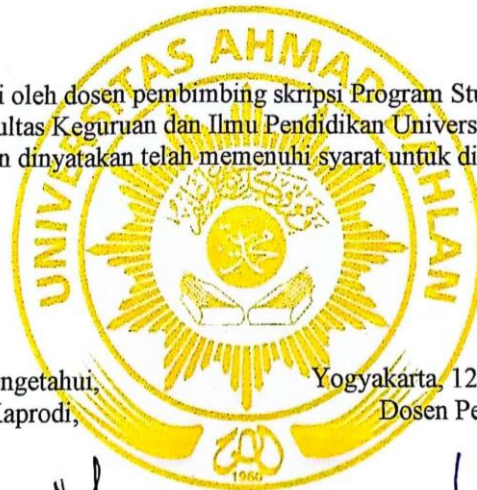 UNIVERSITAS AHMAD DAHLAN
i oleh dosen pembimbing skripsi Program Stu
ultas Keguruan dan Ilmu Pendidikan Univers
n dinyatakan telah memenuhi syarat untuk di
ngetahui,
Yogyakarta, 12
Kaprodi,
Dosen Pe
1960